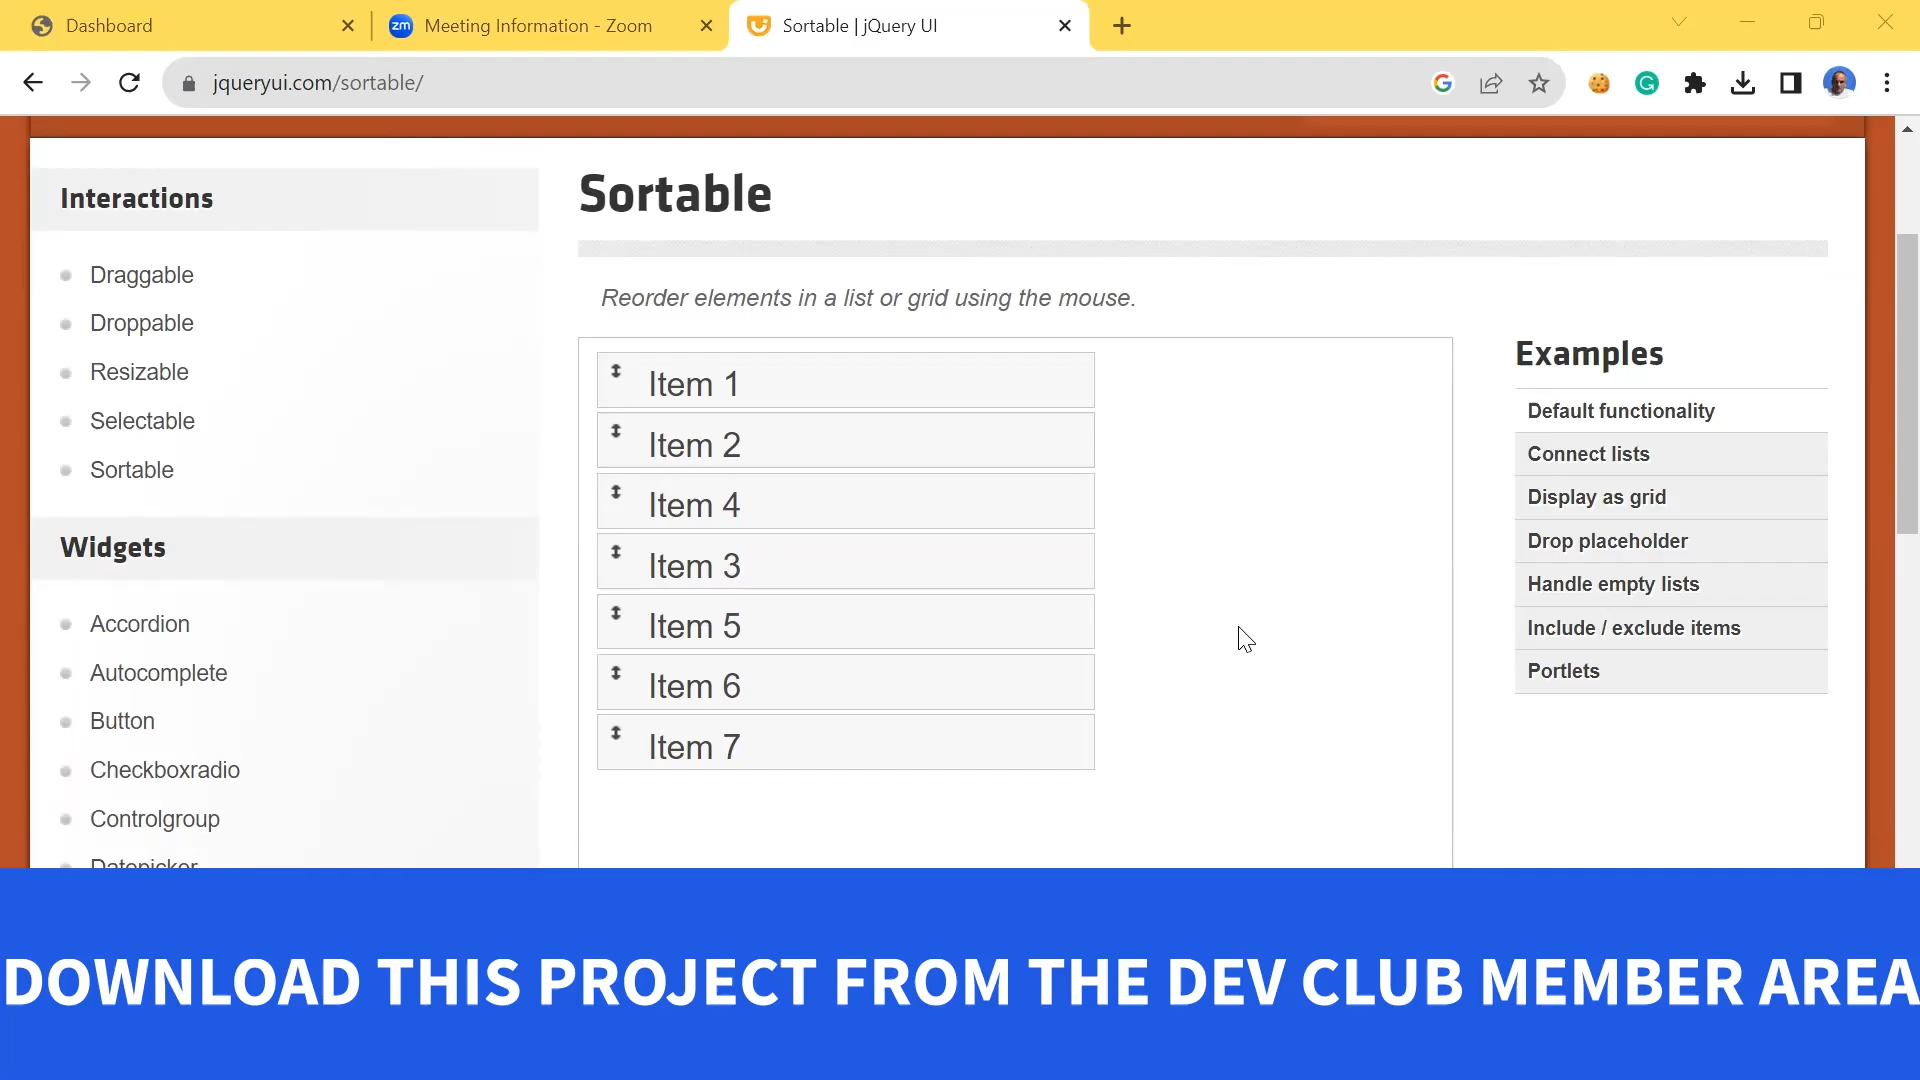 Dashboard
Meeting Information - Zoom
Sortable | jQuery UI
jqueryui.com/sortable/
Interactions
Draggable
Droppable
Resizable
Selectable
Sortable
Widgets
Accordion
Autocomplete
Button
Checkboxradio
Controlgroup
Datepicker
Sortable
Reorder elements in a list or grid using the mouse.
Item 1
Item 2
Item 4
Item 3
Item 5
Item 6
Item 7
Examples
Default functionality
Connect lists
Display as grid
Drop placeholder
Handle empty lists
Include / exclude items
Portlets
DOWNLOAD THIS PROJECT FROM THE DEV CLUB MEMBER AREA